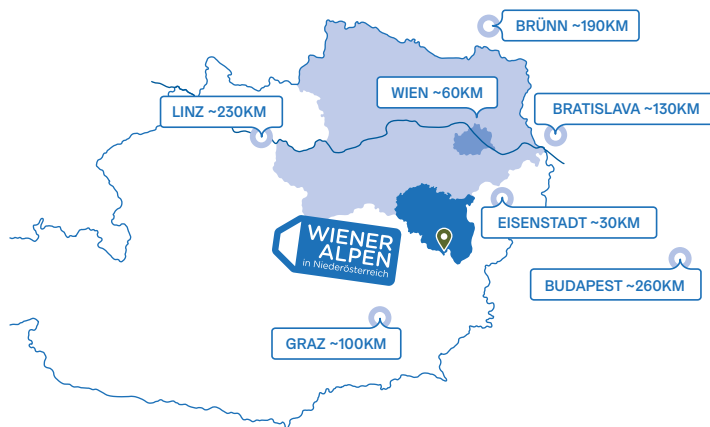 BRÜNN ~190KM
WIEN ~60KM
LINZ ~230KM
BRATISLAVA ~130KM
EISENSTADT ~30KM
WIENER
ALPEN
in Niederösterreich
BUDAPEST ~260KM
GRAZ ~100KM